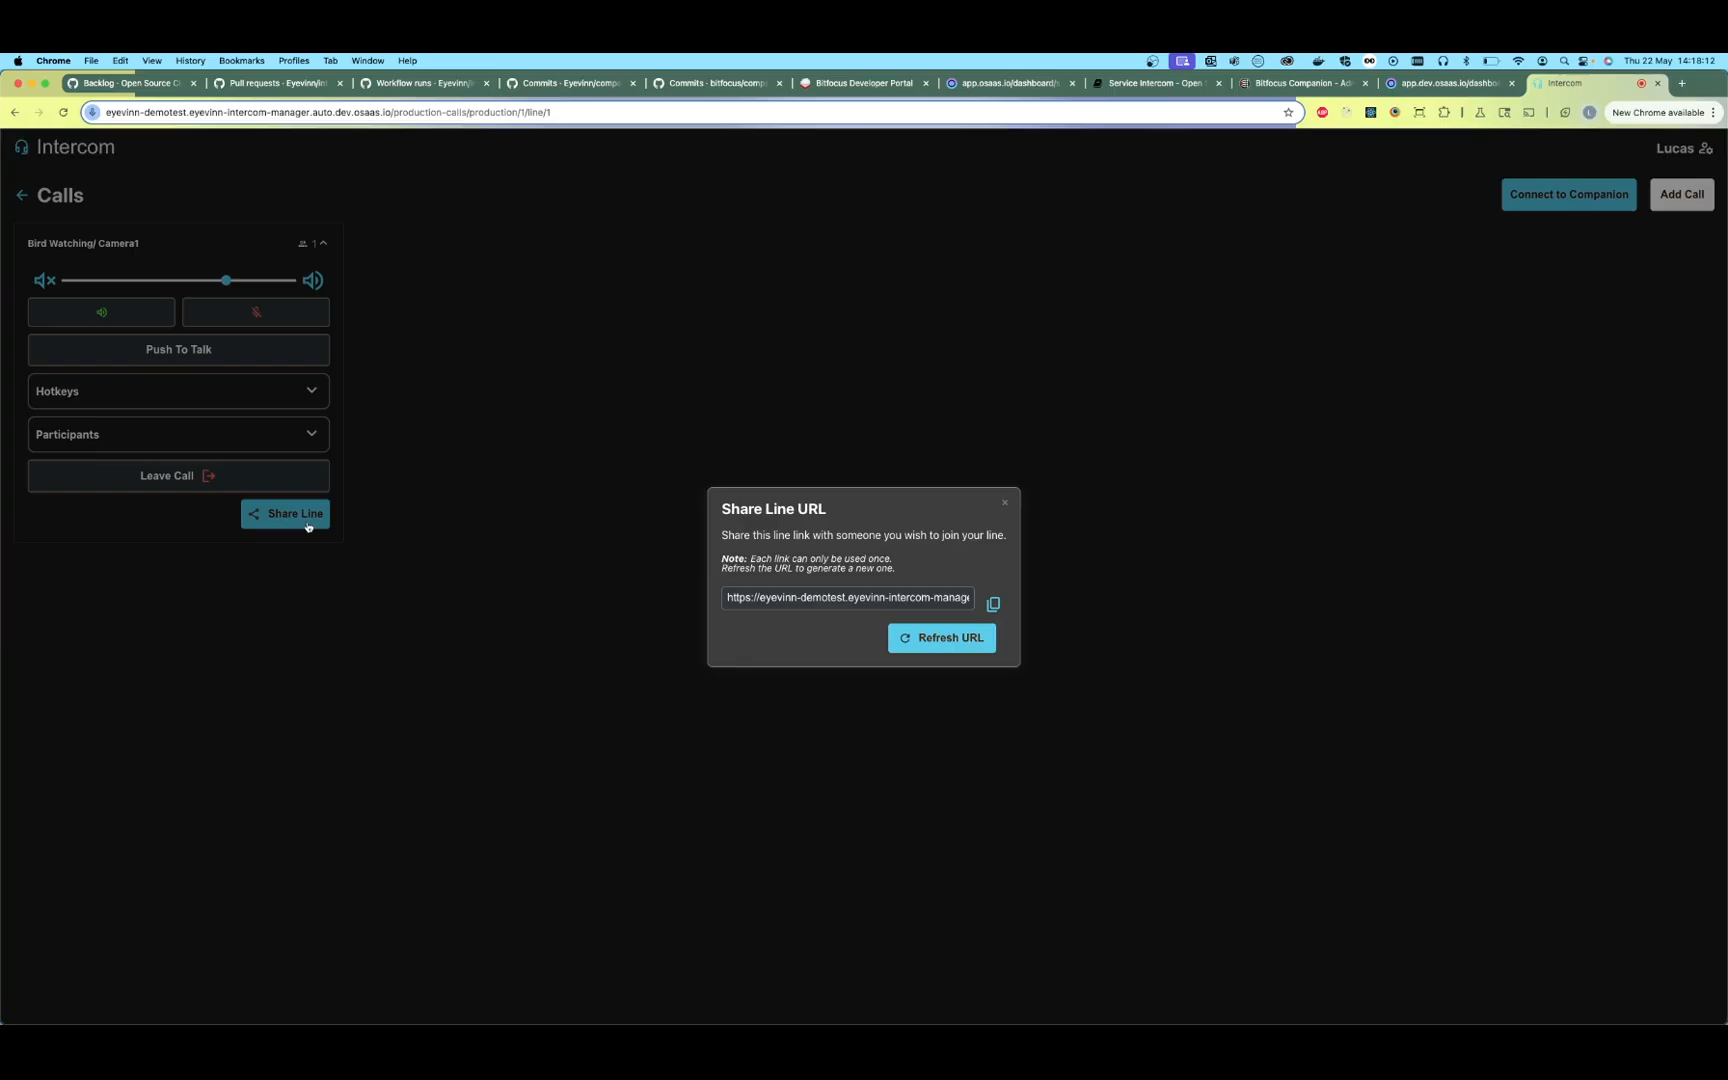 Chrome File Edit View History Bookmarks Profiles Tab Window Help
Thu 22 May 14:18:12
Backlog - Open Source C
Pull requests - Eyevinn/int
Workflow runs - Eyevinn/i
Commits - Eyevinn/compa
Commits - bitfocus/compa
Bitfocus Developer Portal
app.osaas.io/dashboard/s
Service Intercom - Open
Bitfocus Companion - Ad
app.dev.osaas.io/dashboa
Intercom
eyevinn-demotest.eyevinn-intercom-manager.auto.dev.osaas.io/production-calls/production/1/line/1
New Chrome available
Intercom
Lucas
Calls
Connect to Companion
Add Call
Bird Watching/ Camera1
1
Push To Talk
Hotkeys
Participants
Leave Call
Share Line
Share Line URL
Share this line link with someone you wish to join your line.
Note: Each link can only be used once.
Refresh the URL to generate a new one.
https://eyevinn-demotest.eyevinn-intercom-manage
Refresh URL